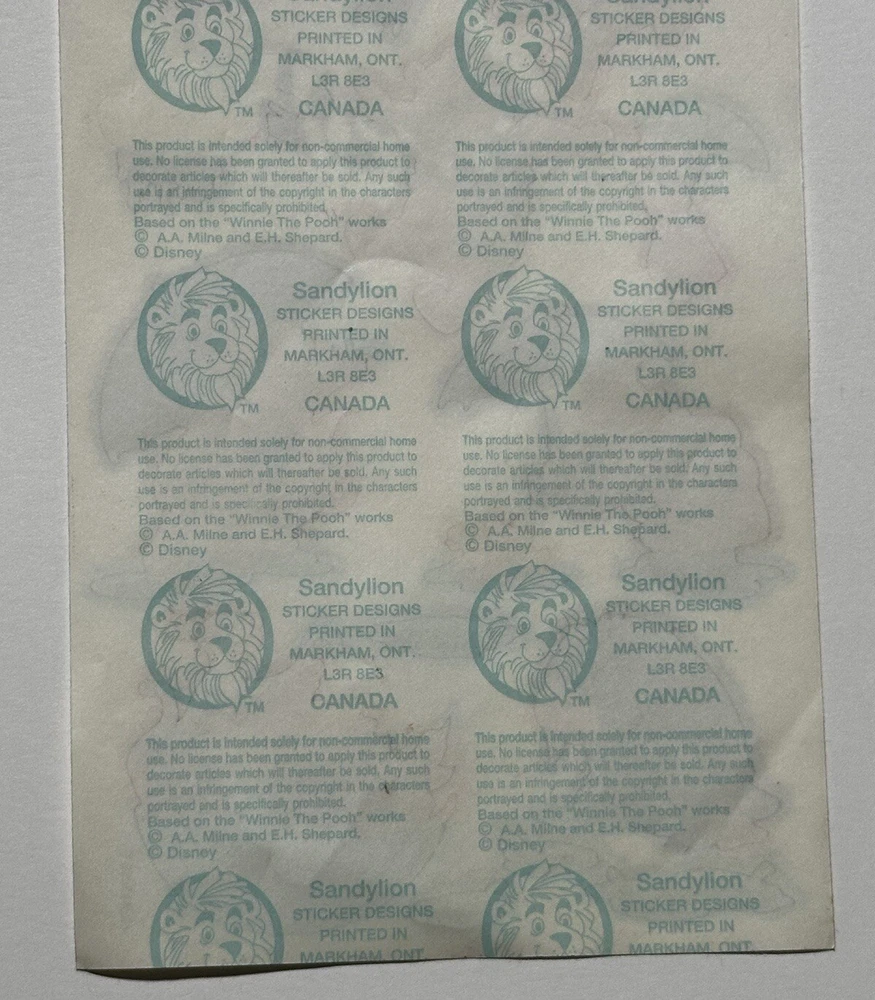 Sandylion
STICKER DESIGNS
PRINTED IN
MARKHAM, ONT.
L3R 8E3
TM CANADA
This product is intended solely for non-commercial home
use. No license has been granted to apply this product to
decorate articles which will thereafter be sold. Any such
use is an infringement of the copyright in the characters
portrayed and is specifically prohibited.
Based on the "Winnie The Pooh" works
© A.A. Milne and E.H. Shepard.
© Disney
Sandylion
STICKER DESIGNS
PRINTED IN
MARKHAM, ONT.
L3R 8E3
TM CANADA
This product is intended solely for non-commercial home
use. No license has been granted to apply this product to
decorate articles which will thereafter be sold. Any such
use is an infringement of the copyright in the characters
portrayed and is specifically prohibited.
Based on the "Winnie The Pooh" works
© A.A. Milne and E.H. Shepard.
© Disney
Sandylion
STICKER DESIGNS
PRINTED IN
MARKHAM, ONT.
L3R 8E3
TM CANADA
This product is intended solely for non-commercial home
use. No license has been granted to apply this product to
decorate articles which will thereafter be sold. Any such
use is an infringement of the copyright in the characters
portrayed and is specifically prohibited.
Based on the "Winnie The Pooh" works
© A.A. Milne and E.H. Shepard.
© Disney
Sandylion
STICKER DESIGNS
PRINTED IN
MARKHAM, ONT.
L3R 8E3
TM CANADA
This product is intended solely for non-commercial home
use. No license has been granted to apply this product to
decorate articles which will thereafter be sold. Any such
use is an infringement of the copyright in the characters
portrayed and is specifically prohibited.
Based on the "Winnie The Pooh" works
© A.A. Milne and E.H. Shepard.
© Disney
Sandylion
STICKER DESIGNS
PRINTED IN
MARKHAM, ONT.
L3R 8E3
TM CANADA
This product is intended solely for non-commercial home
use. No license has been granted to apply this product to
decorate articles which will thereafter be sold. Any such
use is an infringement of the copyright in the characters
portrayed and is specifically prohibited.
Based on the "Winnie The Pooh" works
© A.A. Milne and E.H. Shepard.
© Disney
Sandylion
STICKER DESIGNS
PRINTED IN
MARKHAM, ONT.
L3R 8E3
TM CANADA
This product is intended solely for non-commercial home
use. No license has been granted to apply this product to
decorate articles which will thereafter be sold. Any such
use is an infringement of the copyright in the characters
portrayed and is specifically prohibited.
Based on the "Winnie The Pooh" works
© A.A. Milne and E.H. Shepard.
© Disney
Sandylion
STICKER DESIGNS
PRINTED IN
MARKHAM, ONT
Sandylion
STICKER DESIGNS
PRINTED IN
MARKHAM, ONT.